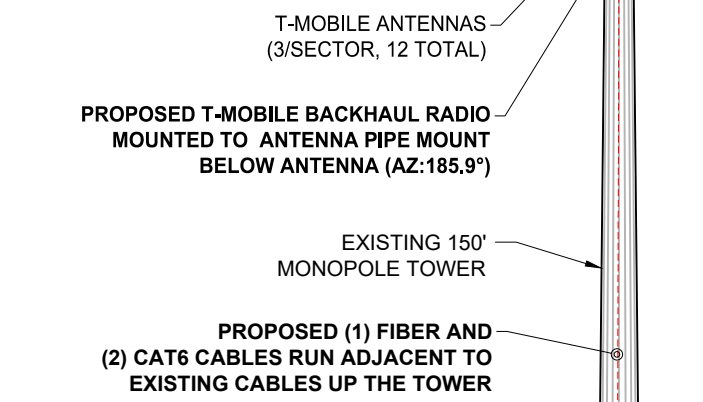 T-MOBILE ANTENNAS
(3/SECTOR, 12 TOTAL)
PROPOSED T-MOBILE BACKHAUL RADIO
MOUNTED TO ANTENNA PIPE MOUNT
BELOW ANTENNA (AZ:185.9°)
EXISTING 150'
MONOPOLE TOWER
PROPOSED (1) FIBER AND
(2) CAT6 CABLES RUN ADJACENT TO
EXISTING CABLES UP THE TOWER